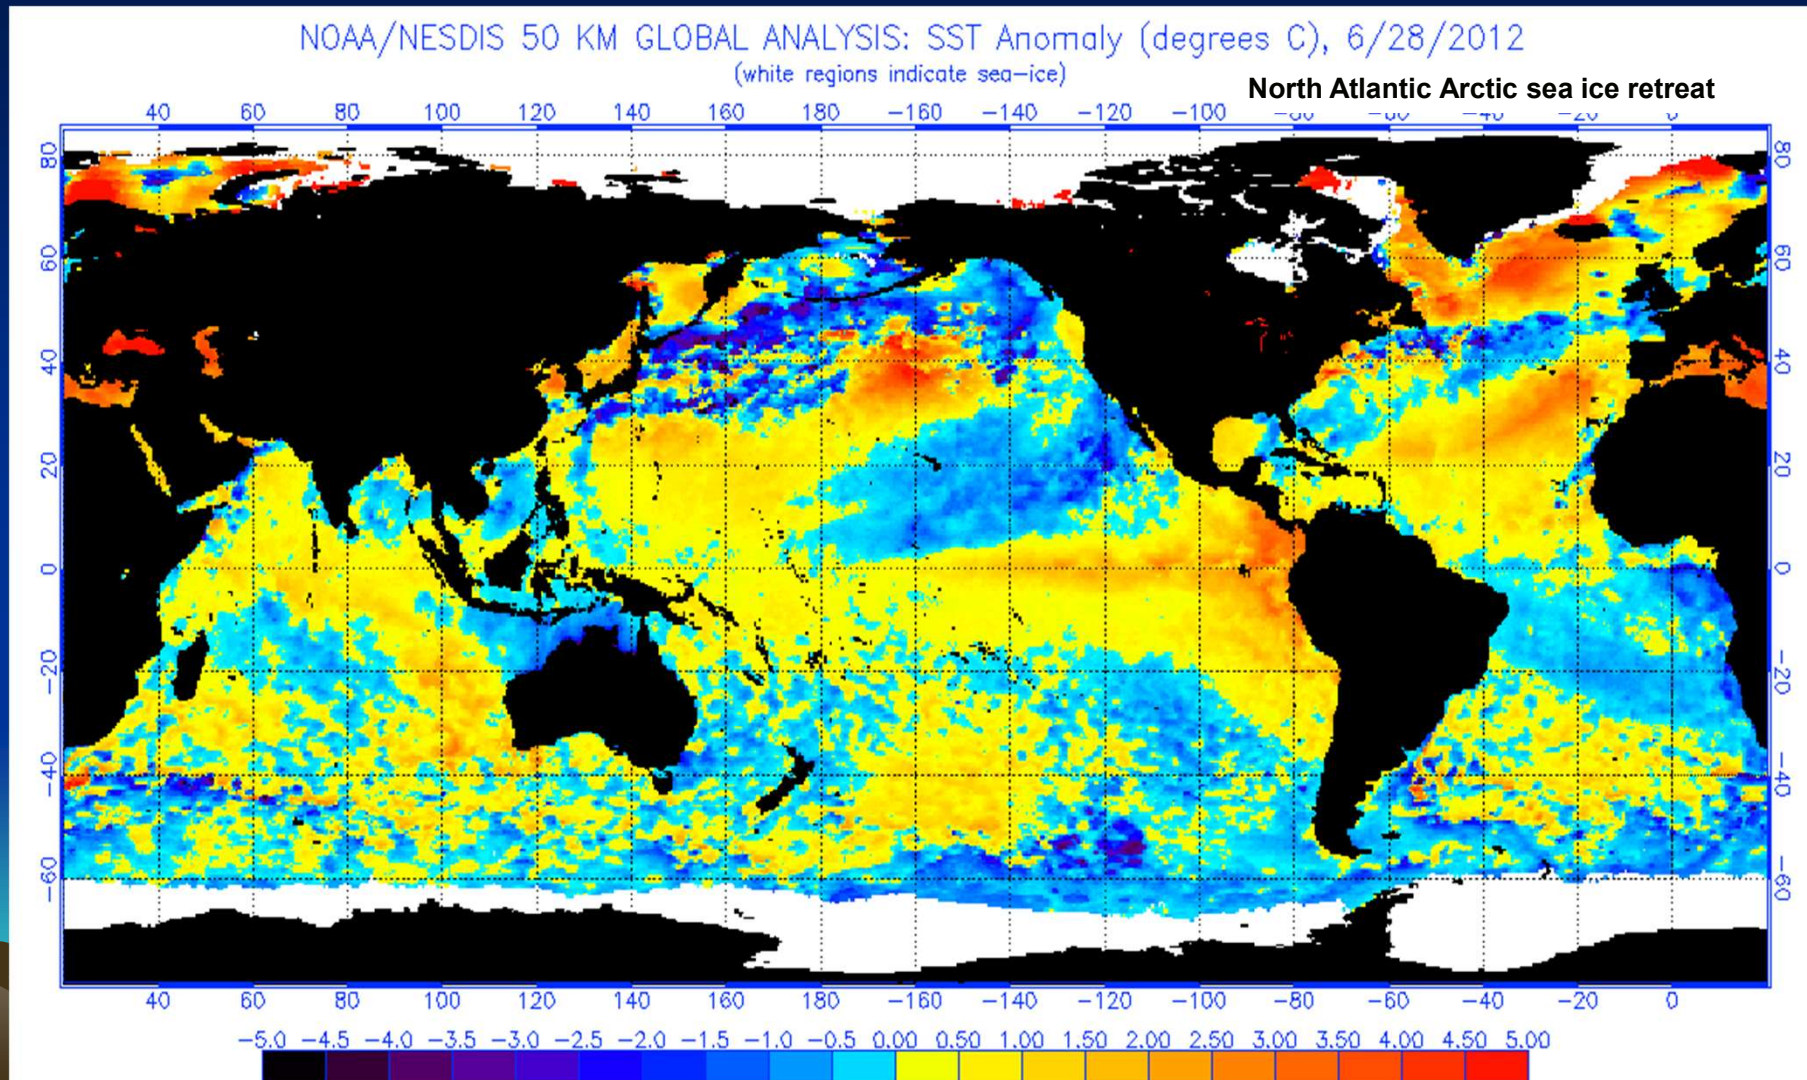 NOAA/NESDIS 50 KM GLOBAL ANALYSIS: SST Anomaly (degrees C), 6/28/2012
(white regions indicate sea-ice)
North Atlantic Arctic sea ice retreat
40 60 80 100 120 140 160 180 -160 -140 -120 -100 -80 -60 -40 -20 0
80 80
60 60
40 40
20 20
0 0
-20 -20
-40 -40
-60 -60
40 60 80 100 120 140 160 180 -160 -140 -120 -100 -80 -60 -40 -20 0
-5.0 -4.5 -4.0 -3.5 -3.0 -2.5 -2.0 -1.5 -1.0 -0.5 0.00 0.50 1.00 1.50 2.00 2.50 3.00 3.50 4.00 4.50 5.00